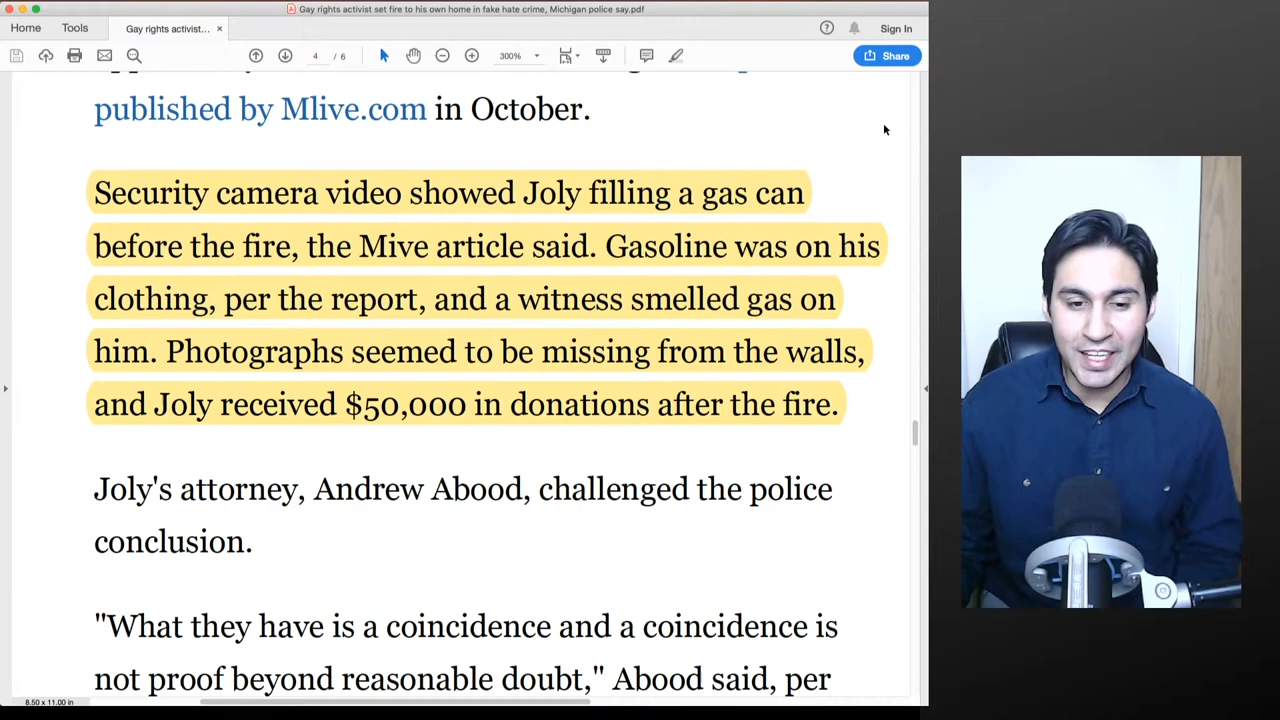 Gay rights activist set fire to his own home in fake hate crime, Michigan police say.pdf
Home
Tools
Gay rights activist...
Sign In
4 / 6
300%
Share
published by Mlive.com in October.
Security camera video showed Joly filling a gas can
before the fire, the Mive article said. Gasoline was on his
clothing, per the report, and a witness smelled gas on
him. Photographs seemed to be missing from the walls,
and Joly received $50,000 in donations after the fire.
Joly's attorney, Andrew Abood, challenged the police
conclusion.
"What they have is a coincidence and a coincidence is
not proof beyond reasonable doubt," Abood said, per
8.50 x 11.00 in